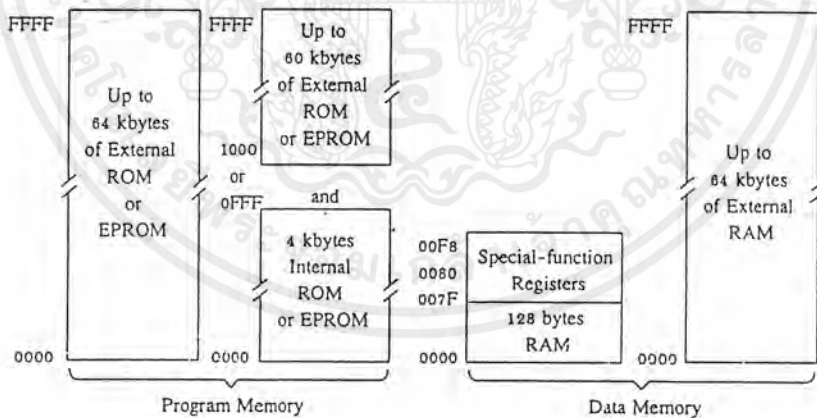 FFFF
Up to
64 kbytes
of External
ROM
or
EPROM
0000
FFFF
Up to
60 kbytes
of External
ROM
or EPROM
1000
or
0FFF
and
4 kbytes
Internal
ROM
or EPROM
0000
Program Memory
00F8
0080
007F
0000
Special-function
Registers
128 bytes
RAM
FFFF
Up to
64 kbytes
of External
RAM
0000
Data Memory